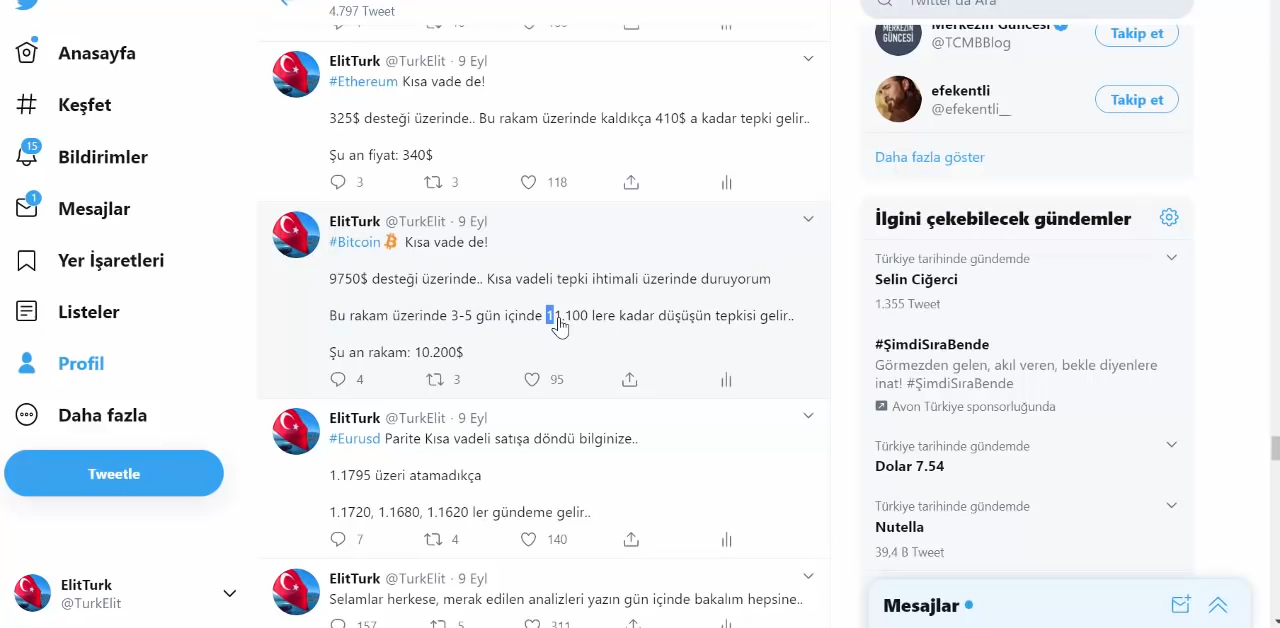 Anasayfa
Keşfet
15
Bildirimler
1
Mesajlar
Yer İşaretleri
Listeler
Profil
Daha fazla
Tweetle
ElitTurk
@TurkElit
4.797 Tweet
ElitTurk @TurkElit · 9 Eyl
#Ethereum Kısa vade de!
325$ desteği üzerinde.. Bu rakam üzerinde kaldıkça 410$ a kadar tepki gelir..
Şu an fiyat: 340$
3 3 118
ElitTurk @TurkElit · 9 Eyl
#Bitcoin Kısa vade de!
9750$ desteği üzerinde.. Kısa vadeli tepki ihtimali üzerinde duruyorum
Bu rakam üzerinde 3-5 gün içinde 11.100 lere kadar düşüşün tepkisi gelir..
Şu an rakam: 10.200$
4 3 95
ElitTurk @TurkElit · 9 Eyl
#Eurusd Parite Kısa vadeli satışa döndü bilginize..
1.1795 üzeri atamadıkça
1.1720, 1.1680, 1.1620 ler gündeme gelir..
7 4 140
ElitTurk @TurkElit · 9 Eyl
Selamlar herkese, merak edilen analizleri yazın gün içinde bakalım hepsine..
157 5 311
Twitter'da Ara
Merkezin Güncesi
MERKEZİN
GÜNCESİ
@TCMBBlog
Takip et
efekentli
@efekentli__
Takip et
Daha fazla göster
İlgini çekebilecek gündemler
Türkiye tarihinde gündemde
Selin Ciğerci
1.355 Tweet
#ŞimdiSıraBende
Görmezden gelen, akıl veren, bekle diyenlere
inat! #ŞimdiSıraBende
Avon Türkiye sponsorluğunda
Türkiye tarihinde gündemde
Dolar 7.54
Türkiye tarihinde gündemde
Nutella
39,4 B Tweet
Mesajlar